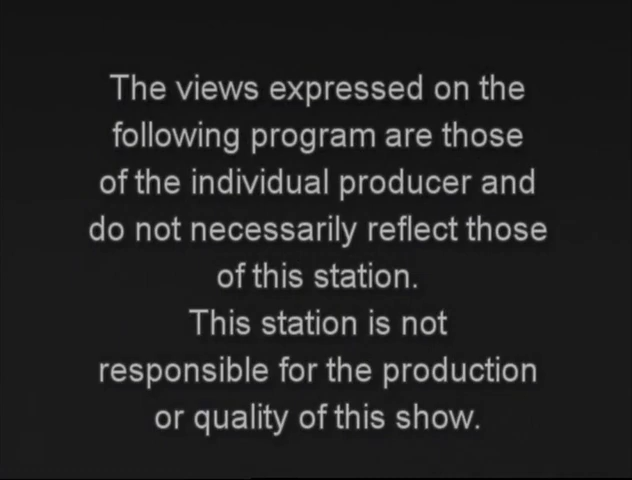 The views expressed on the
following program are those
of the individual producer and
do not necessarily reflect those
of this station.
This station is not
responsible for the production
or quality of this show.